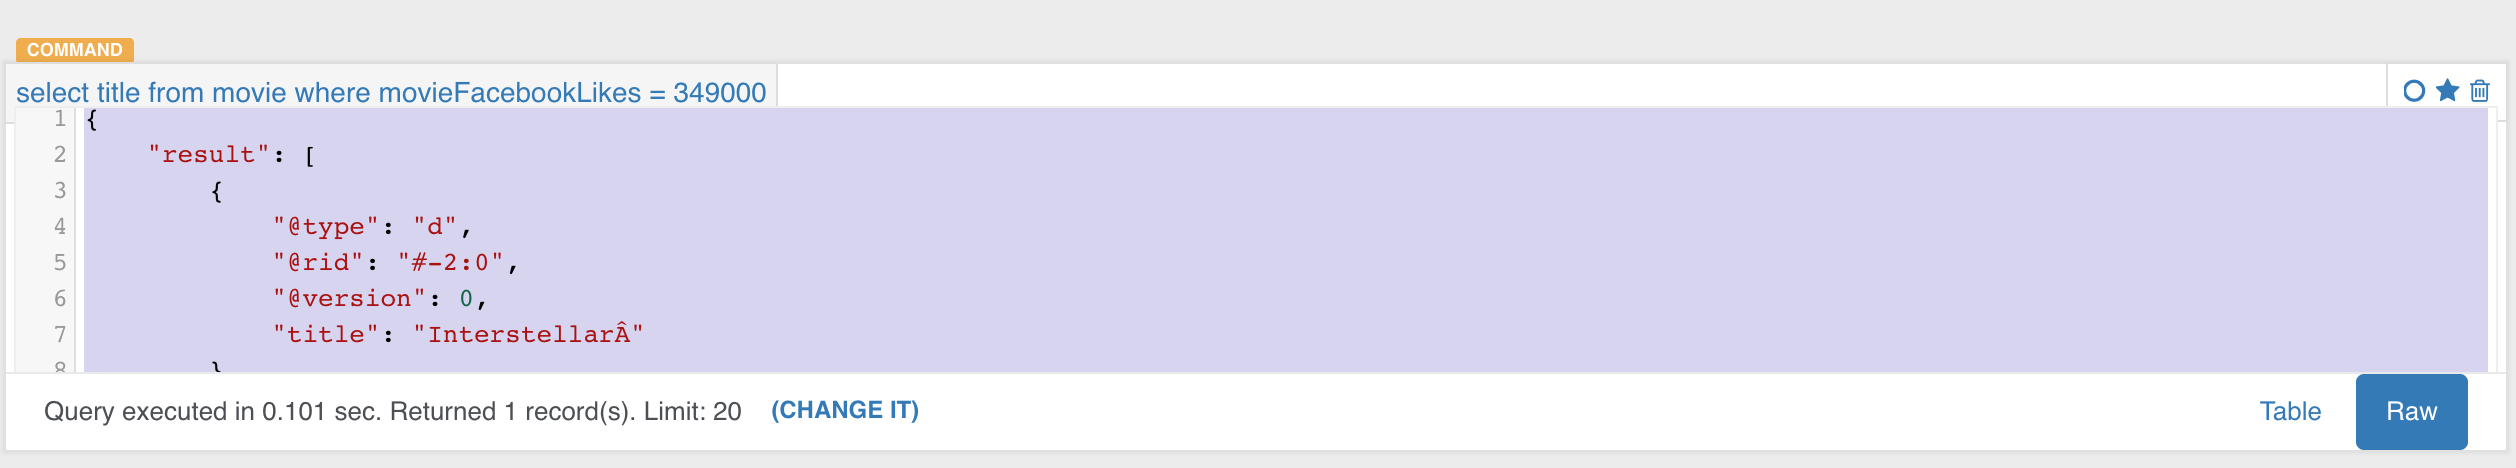 COMMAND
select title from movie where movieFacebookLikes = 349000
1 {
2     "result": [
3         {
4             "@type": "d",
5             "@rid": "#-2:0",
6             "@version": 0,
7             "title": "InterstellarÂ"
8         }
Query executed in 0.101 sec. Returned 1 record(s). Limit: 20 (CHANGE IT) Table Raw